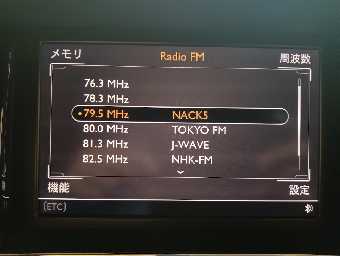 メモリ Radio FM 周波数
76.3 MHz
78.3 MHz
•79.5 MHz NACK5
80.0 MHz TOKYO FM
81.3 MHz J-WAVE
82.5 MHz NHK-FM
機能 設定
(ETC)